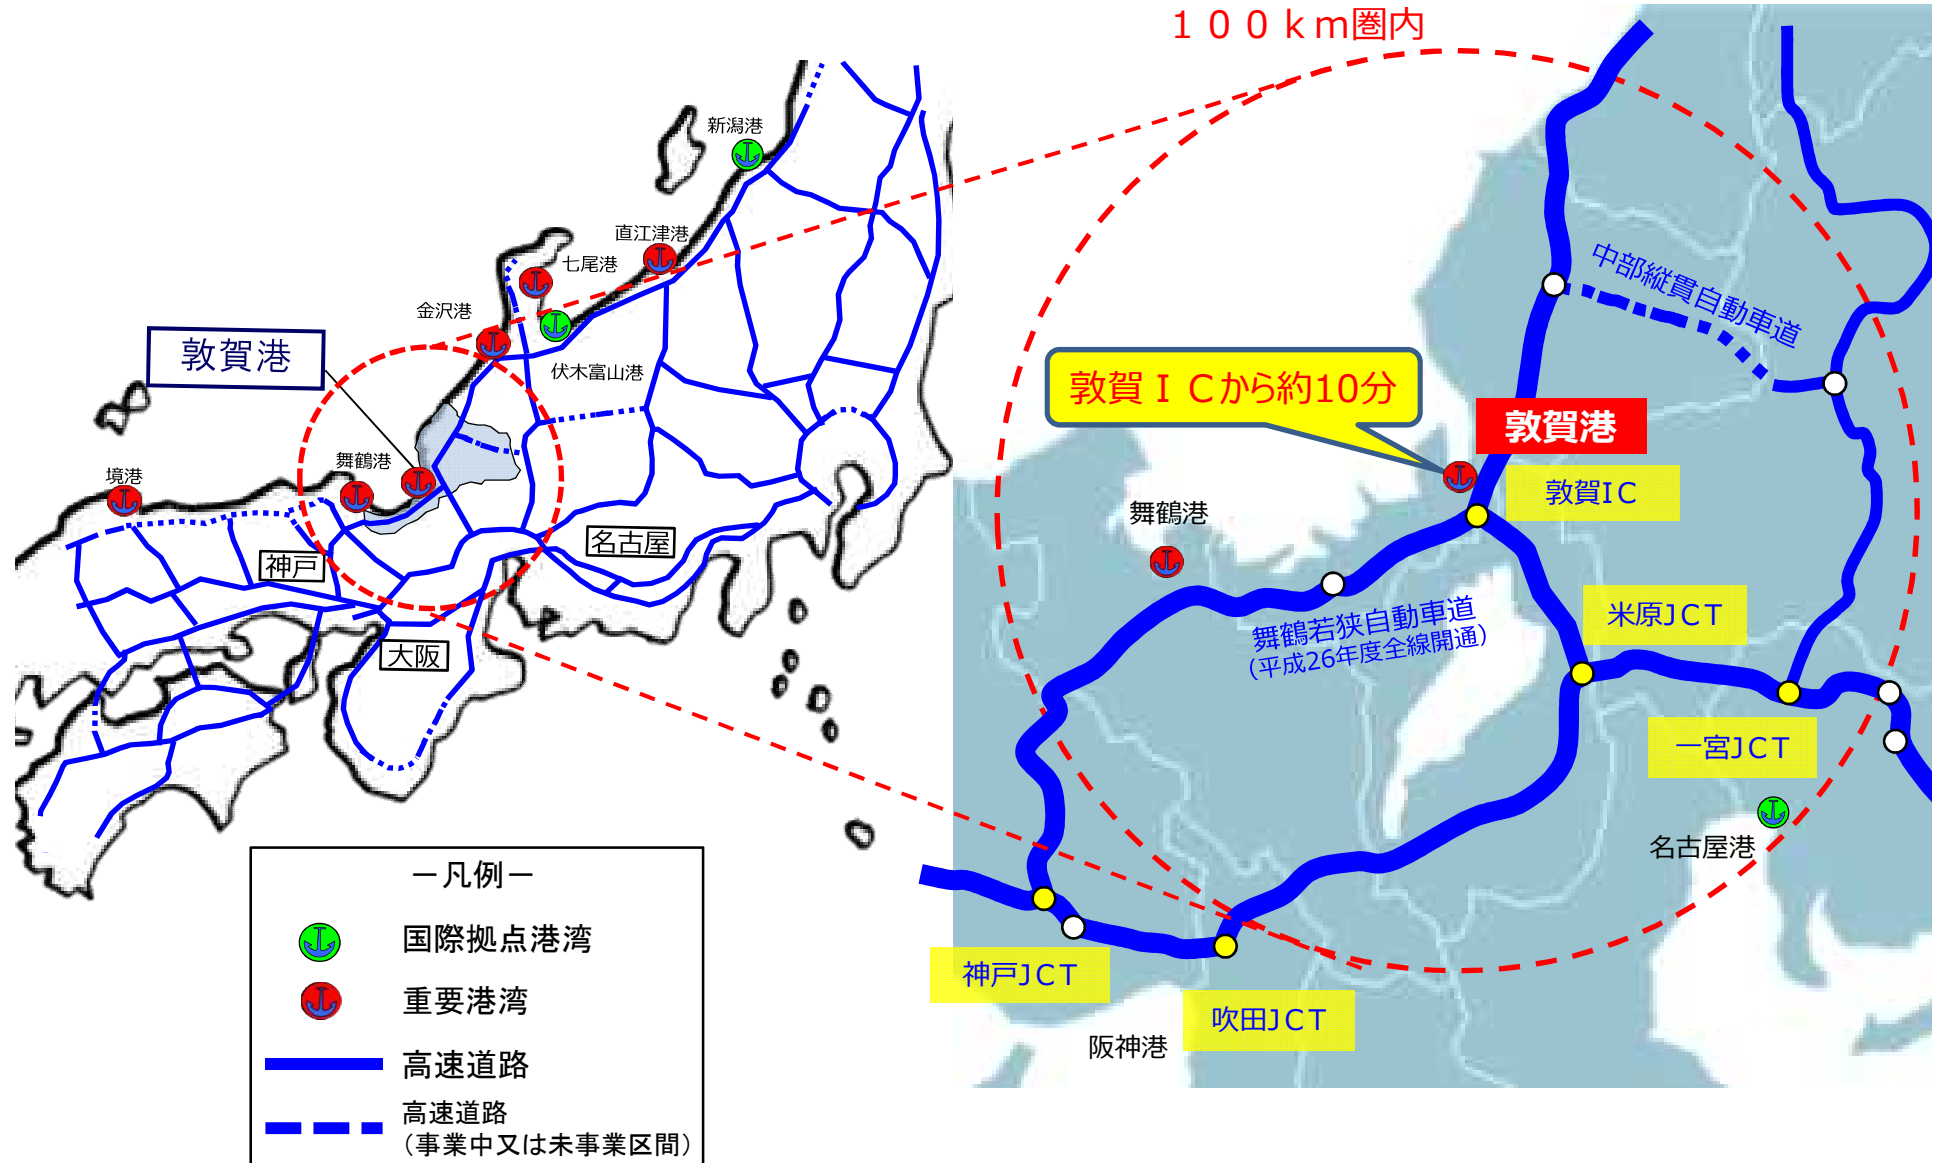 １００ｋｍ圏内
新潟港
直江津港
七尾港
金沢港
伏木富山港
敦賀港
舞鶴港
境港
神戸
名古屋
大阪
中部縦貫自動車道
敦賀ＩＣから約10分
敦賀港
敦賀IC
舞鶴港
米原JCT
舞鶴若狭自動車道
（平成26年度全線開通）
一宮JCT
名古屋港
神戸JCT
吹田JCT
阪神港
－凡例－
国際拠点港湾
重要港湾
高速道路
高速道路
（事業中又は未事業区間）